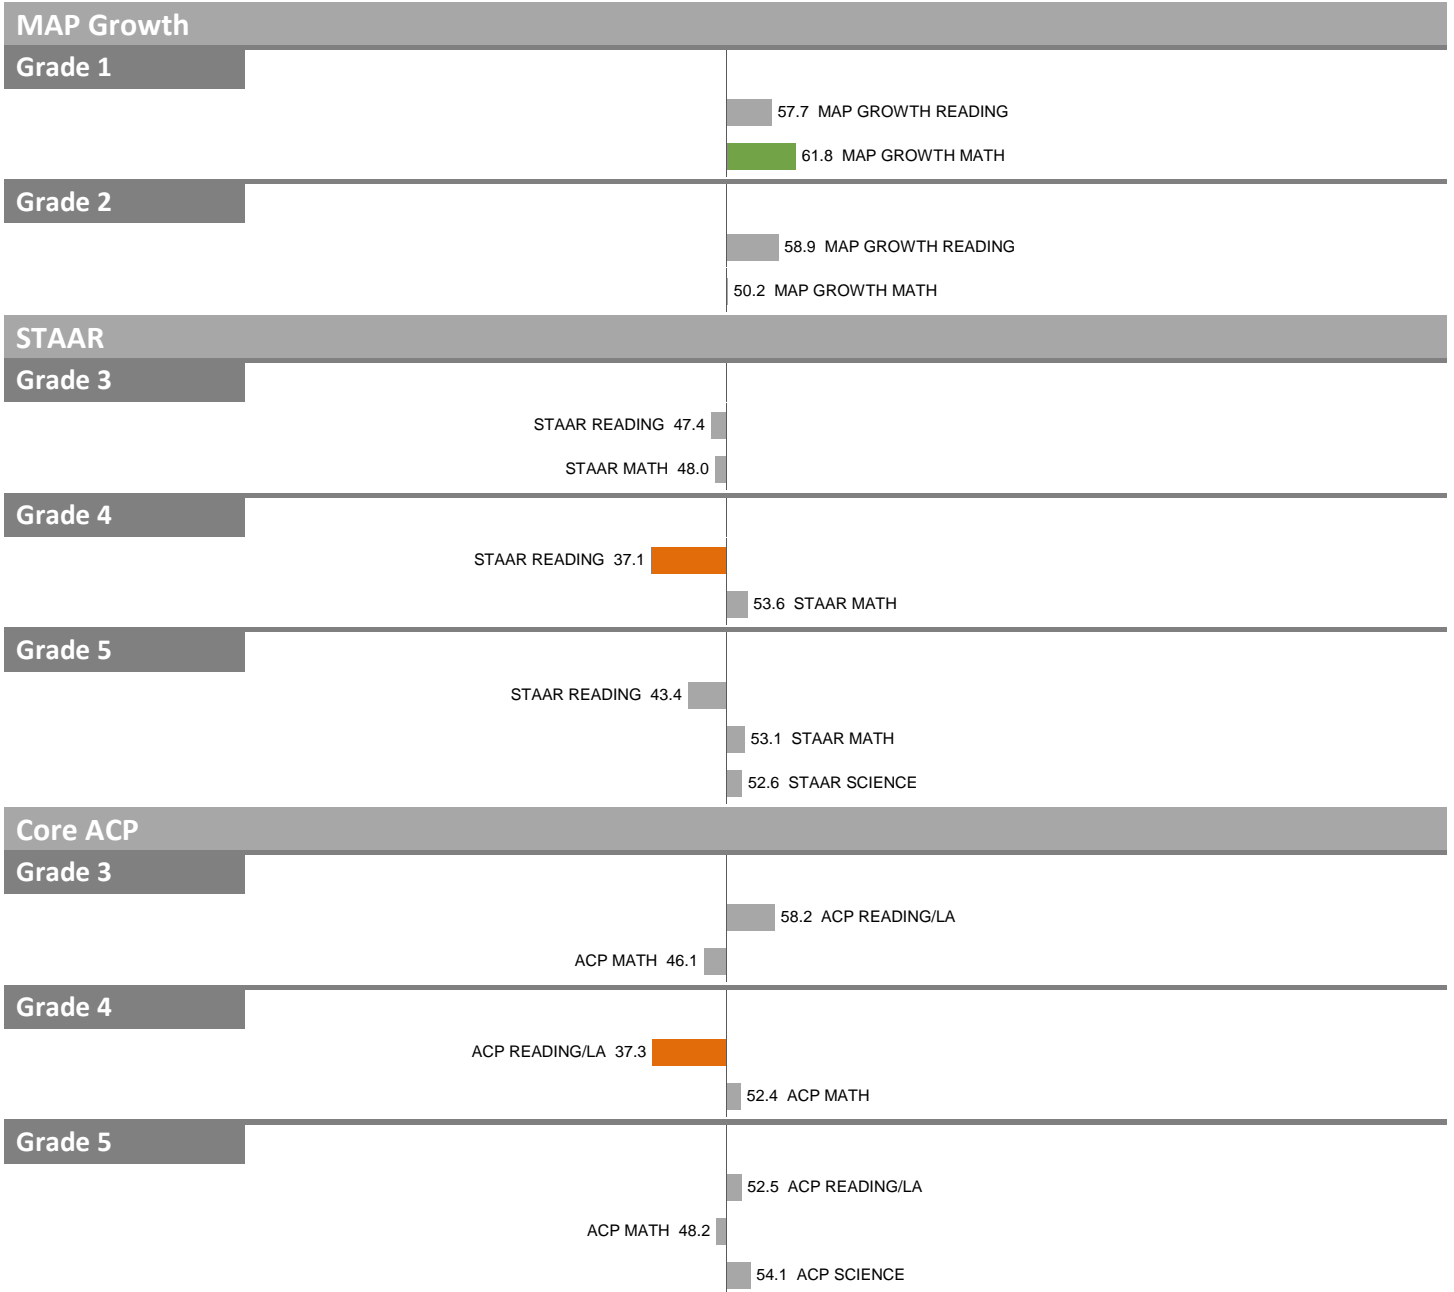 MAP Growth
Grade 1
57.7 MAP GROWTH READING
61.8 MAP GROWTH MATH
Grade 2
58.9 MAP GROWTH READING
50.2 MAP GROWTH MATH
STAAR
Grade 3
STAAR READING 47.4
STAAR MATH 48.0
Grade 4
STAAR READING 37.1
53.6 STAAR MATH
Grade 5
STAAR READING 43.4
53.1 STAAR MATH
52.6 STAAR SCIENCE
Core ACP
Grade 3
58.2 ACP READING/LA
ACP MATH 46.1
Grade 4
ACP READING/LA 37.3
52.4 ACP MATH
Grade 5
52.5 ACP READING/LA
ACP MATH 48.2
54.1 ACP SCIENCE